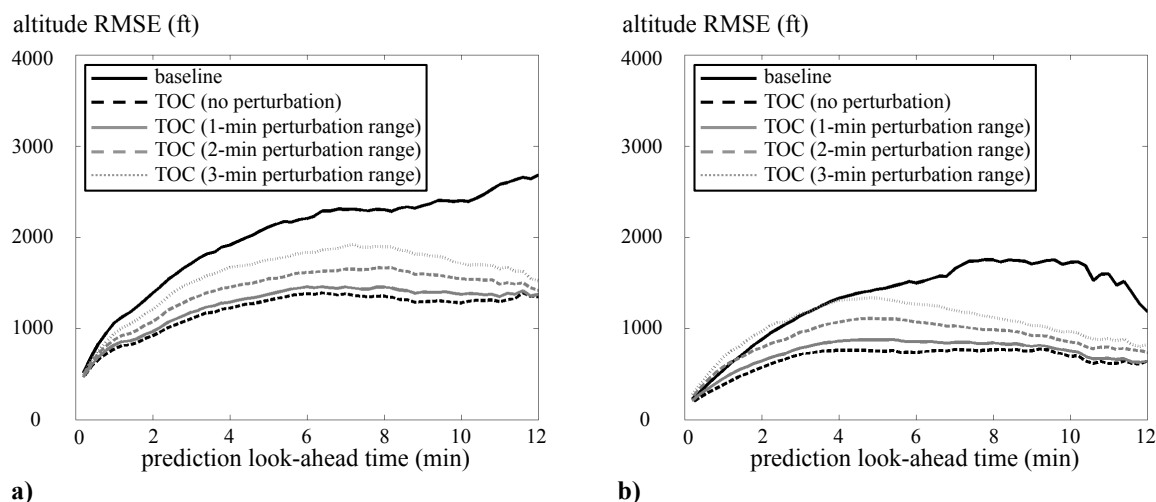 altitude RMSE (ft)
4000
3000
2000
1000
0
baseline
TOC (no perturbation)
TOC (1-min perturbation range)
TOC (2-min perturbation range)
TOC (3-min perturbation range)
0 2 4 6 8 10 12
prediction look-ahead time (min)
a)
altitude RMSE (ft)
4000
3000
2000
1000
0
baseline
TOC (no perturbation)
TOC (1-min perturbation range)
TOC (2-min perturbation range)
TOC (3-min perturbation range)
0 2 4 6 8 10 12
prediction look-ahead time (min)
b)